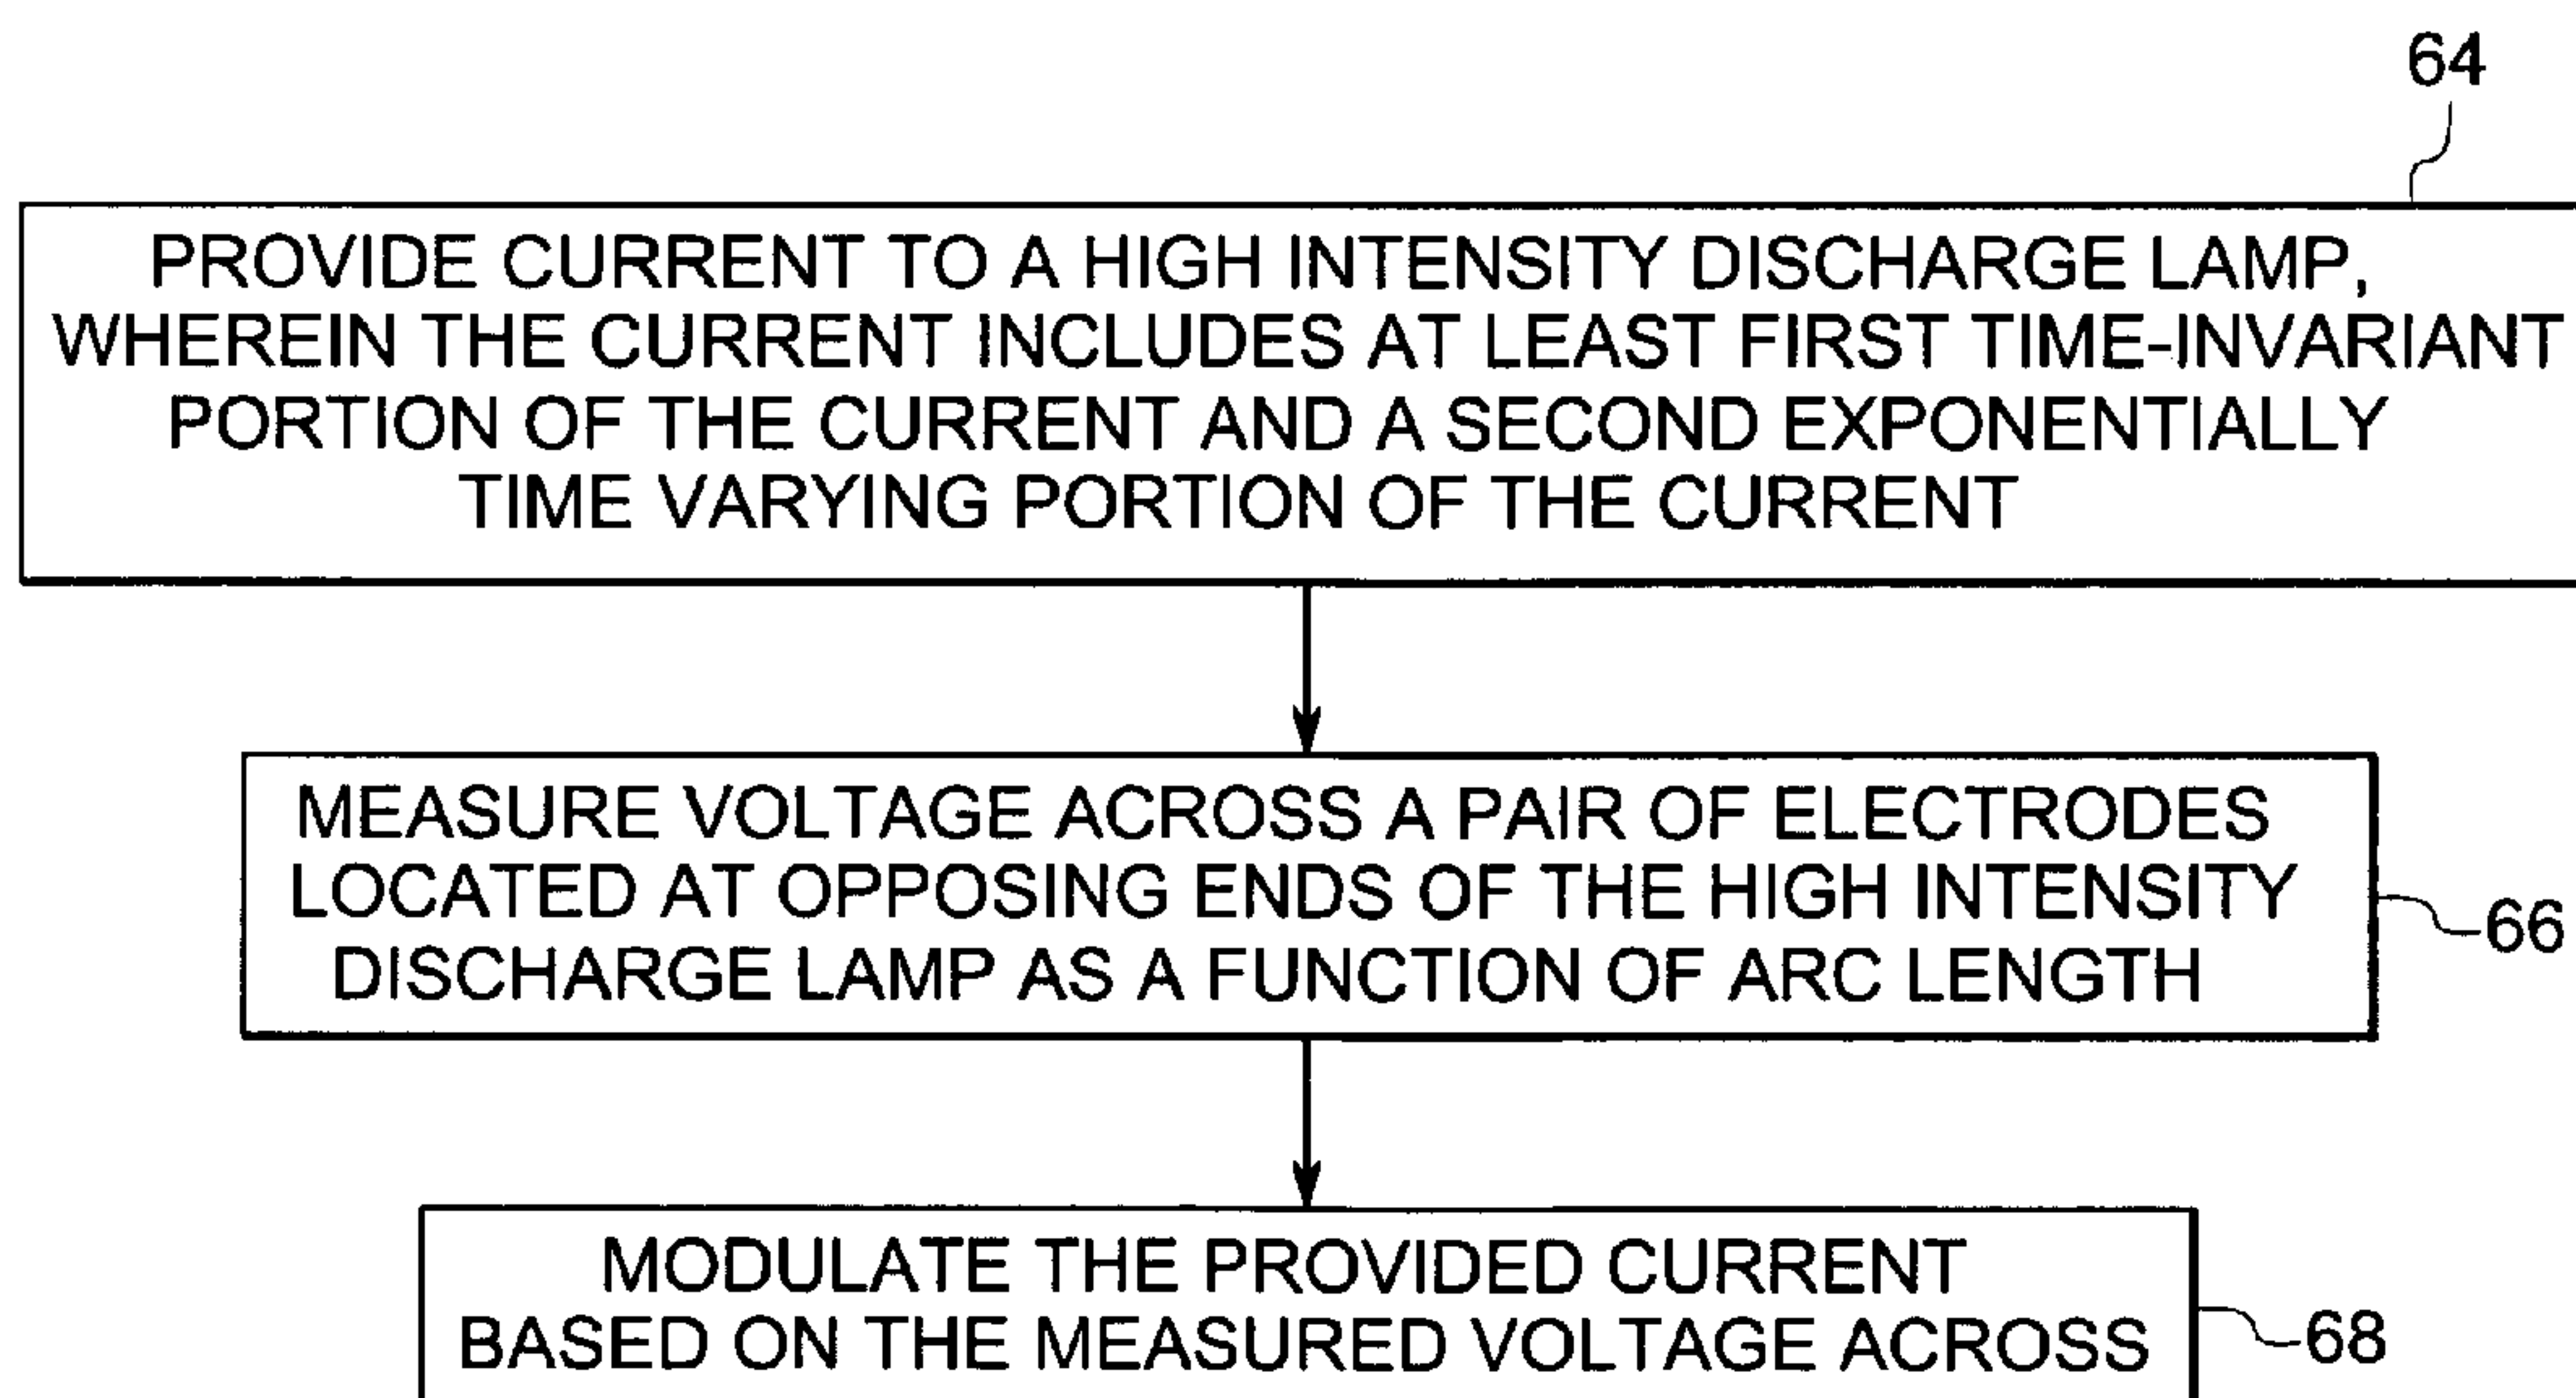 64
PROVIDE CURRENT TO A HIGH INTENSITY DISCHARGE LAMP,
WHEREIN THE CURRENT INCLUDES AT LEAST FIRST TIME-INVARIANT
PORTION OF THE CURRENT AND A SECOND EXPONENTIALLY
TIME VARYING PORTION OF THE CURRENT
MEASURE VOLTAGE ACROSS A PAIR OF ELECTRODES
LOCATED AT OPPOSING ENDS OF THE HIGH INTENSITY
DISCHARGE LAMP AS A FUNCTION OF ARC LENGTH
66
MODULATE THE PROVIDED CURRENT
BASED ON THE MEASURED VOLTAGE ACROSS
68